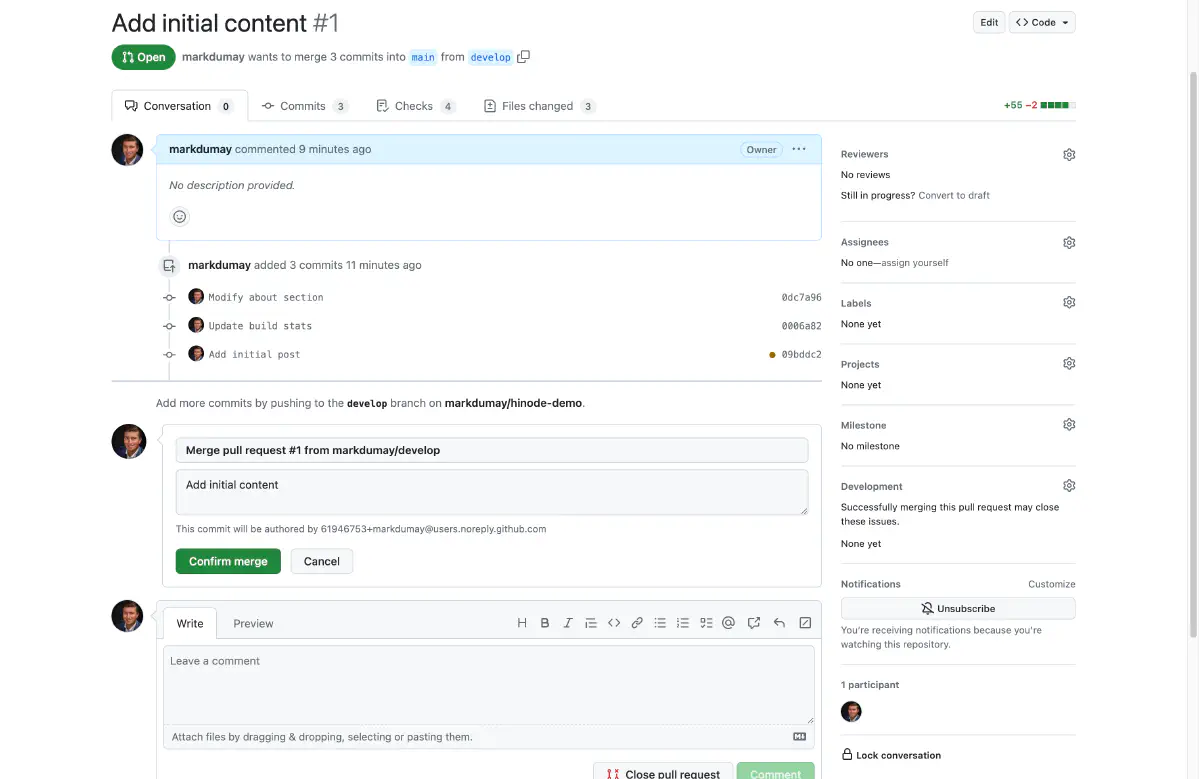 Add initial content #1
Edit
Code
Open
markdumay wants to merge 3 commits into main from develop
Conversation 0
Commits 3
Checks 4
Files changed 3
+55 −2
markdumay commented 9 minutes ago
Owner
No description provided.
markdumay added 3 commits 11 minutes ago
Modify about section
0dc7a96
Update build stats
0006a82
Add initial post
09bddc2
Add more commits by pushing to the develop branch on markdumay/hinode-demo.
Merge pull request #1 from markdumay/develop
Add initial content
This commit will be authored by 61946753+markdumay@users.noreply.github.com
Confirm merge
Cancel
Write
Preview
Leave a comment
Attach files by dragging & dropping, selecting or pasting them.
Close pull request
Comment
Reviewers
No reviews
Still in progress? Convert to draft
Assignees
No one—assign yourself
Labels
None yet
Projects
None yet
Milestone
No milestone
Development
Successfully merging this pull request may close
these issues.
None yet
Notifications
Customize
Unsubscribe
You're receiving notifications because you're
watching this repository.
1 participant
Lock conversation